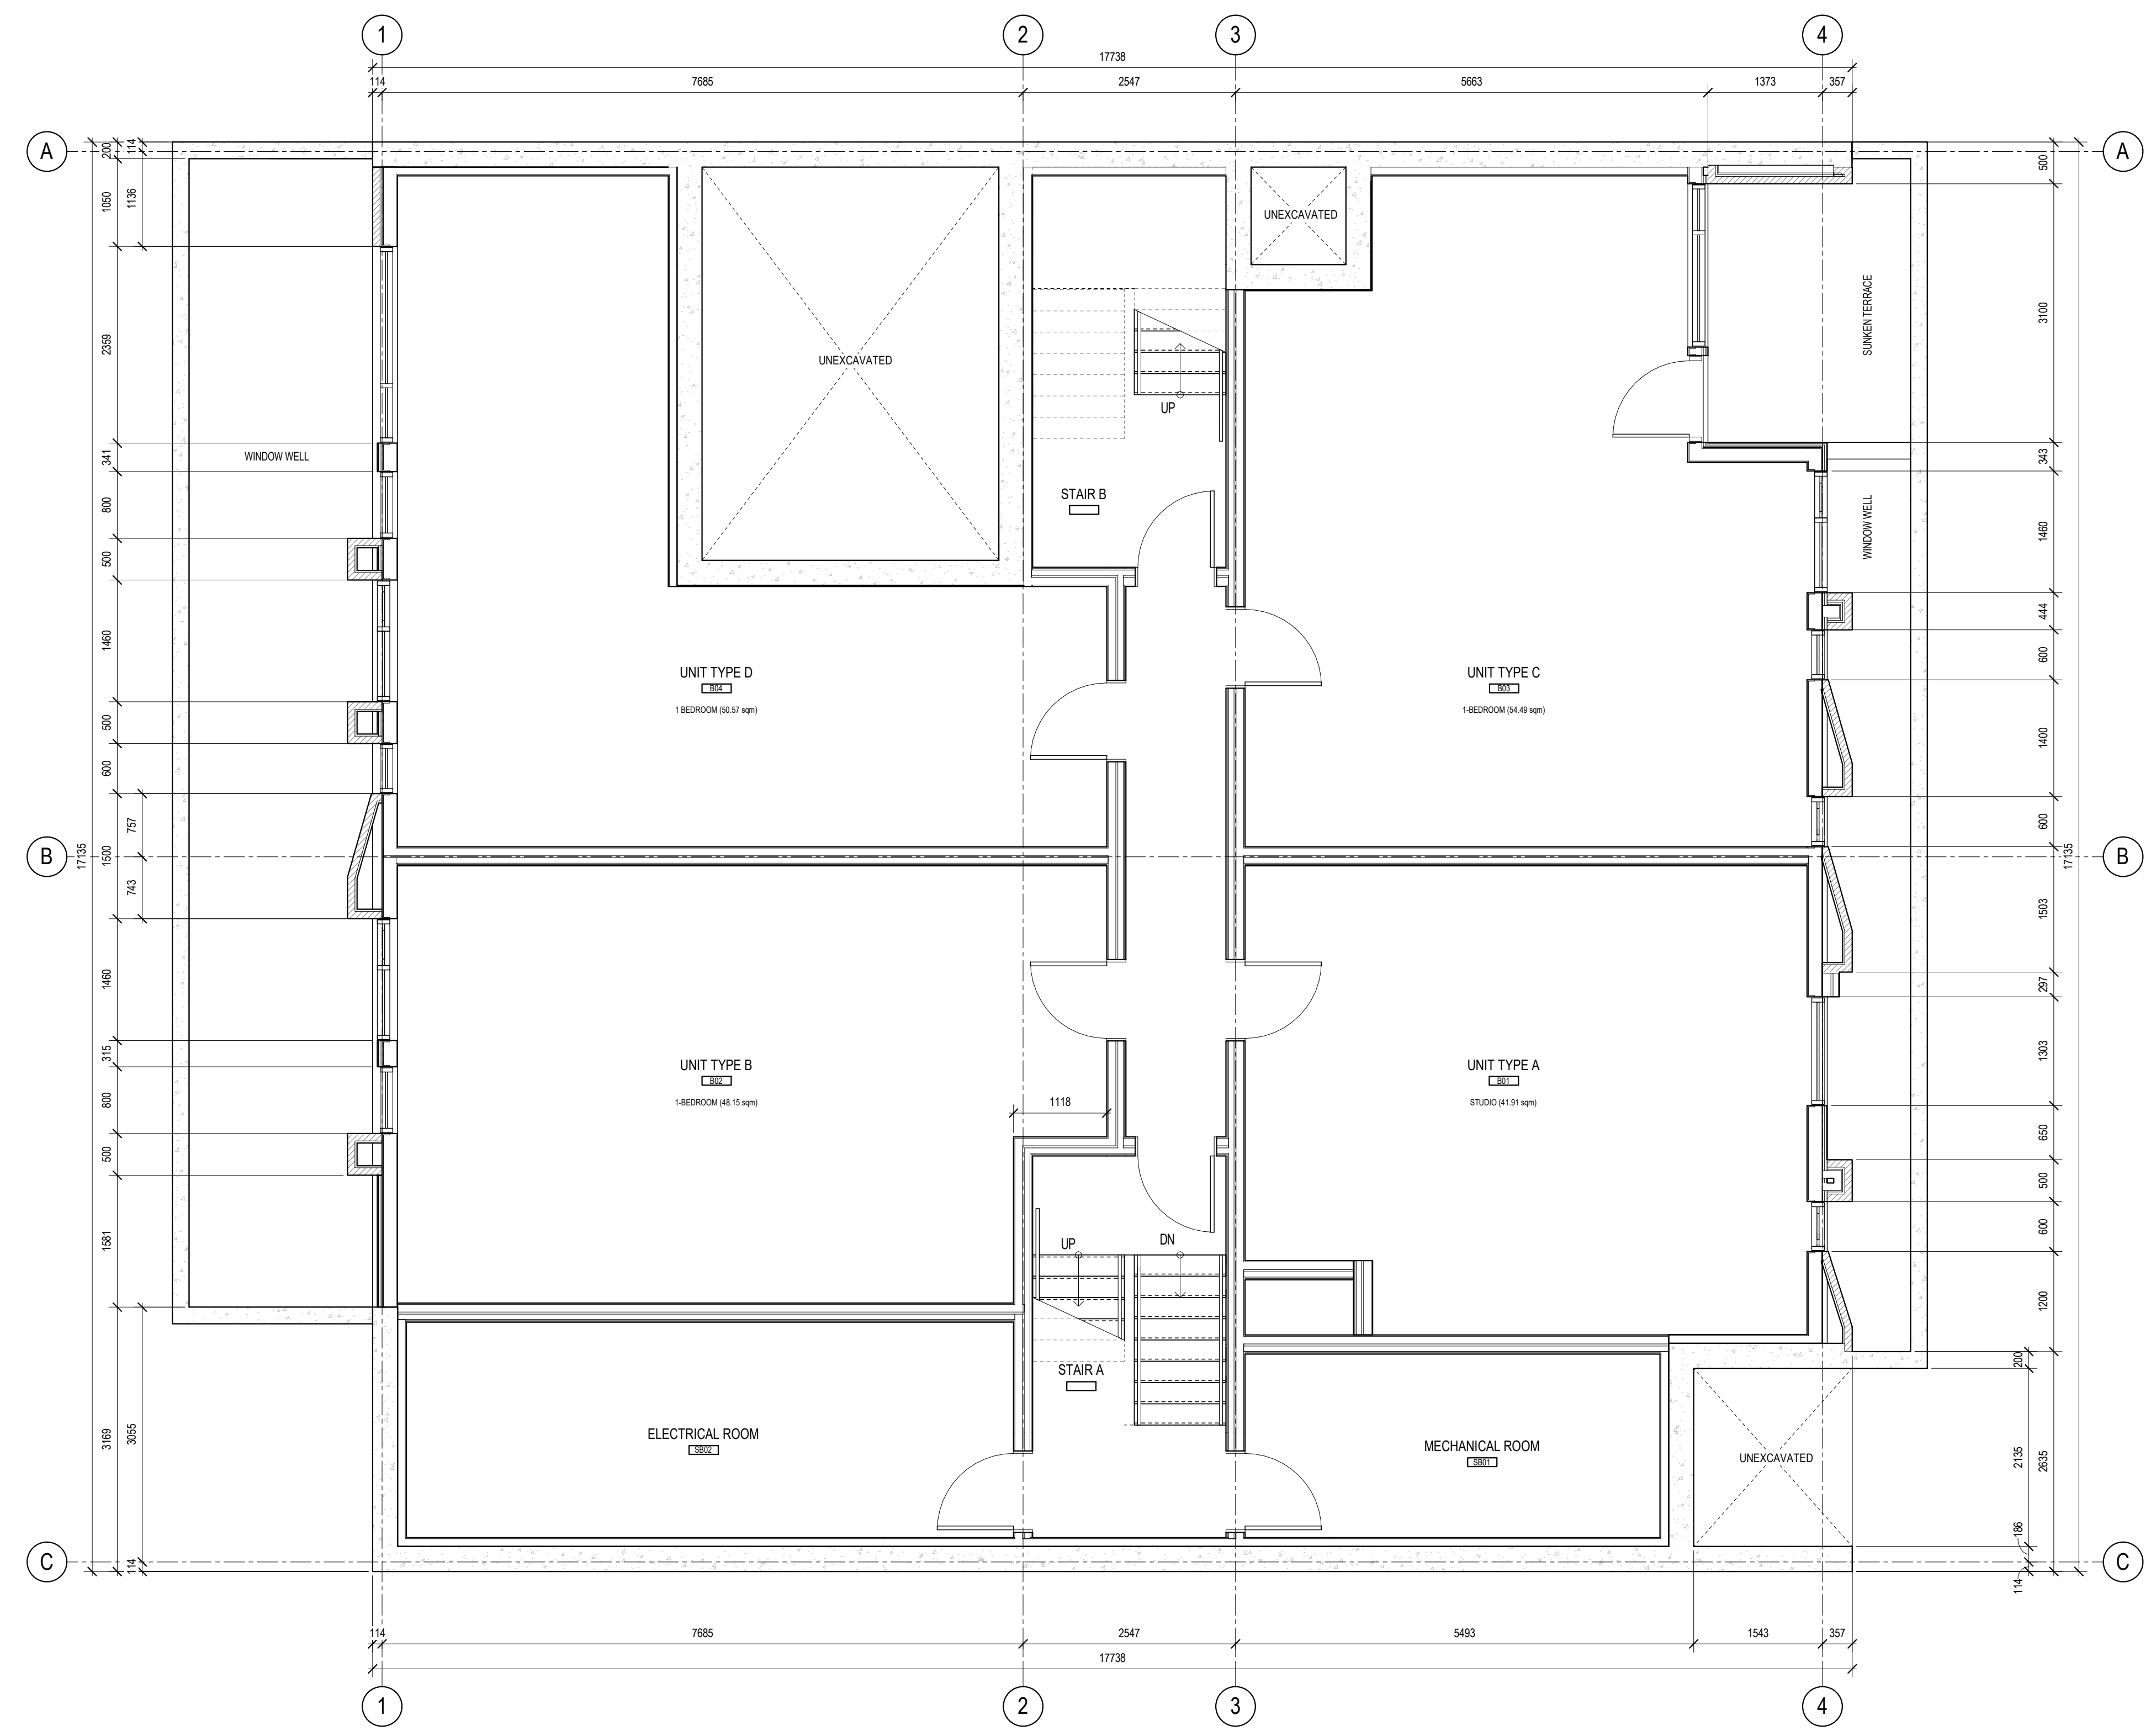 1
2
3
4
17738
114
7685
2547
5663
1373
357
A
A
200
114
1050
1136
2359
341
800
500
1460
500
600
757
1500
743
17135
1460
315
800
500
1581
3169
3055
114
B
B
C
C
WINDOW WELL
UNEXCAVATED
UNEXCAVATED
UP
STAIR B
SUNKEN TERRACE
WINDOW WELL
UNIT TYPE D
B04
1 BEDROOM (50.57 sqm)
UNIT TYPE C
B03
1-BEDROOM (54.49 sqm)
UNIT TYPE B
B02
1-BEDROOM (48.15 sqm)
1118
UNIT TYPE A
B01
STUDIO (41.91 sqm)
UP
DN
STAIR A
ELECTRICAL ROOM
SB02
MECHANICAL ROOM
SB01
UNEXCAVATED
500
3100
343
1460
444
600
1400
600
17135
1503
297
1303
650
500
600
1200
200
2135
2635
186
114
114
7685
2547
5493
1543
357
17738
1
2
3
4